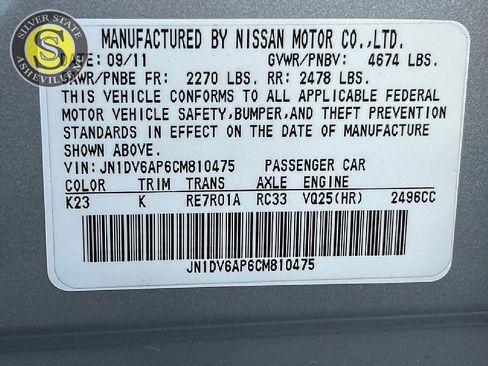 SILVER STATE
S
ASHEVILLE
MANUFACTURED BY NISSAN MOTOR CO.,LTD.
DATE: 09/11 GVWR/PNBV: 4674 LBS.
GAWR/PNBE FR: 2270 LBS. RR: 2478 LBS.
THIS VEHICLE CONFORMS TO ALL APPLICABLE FEDERAL
MOTOR VEHICLE SAFETY,BUMPER,AND THEFT PREVENTION
STANDARDS IN EFFECT ON THE DATE OF MANUFACTURE
SHOWN ABOVE.
VIN:JN1DV6AP6CM810475 PASSENGER CAR
COLOR TRIM TRANS AXLE ENGINE
K23 K RE7R01A RC33 VQ25(HR) 2496CC
JN1DV6AP6CM810475